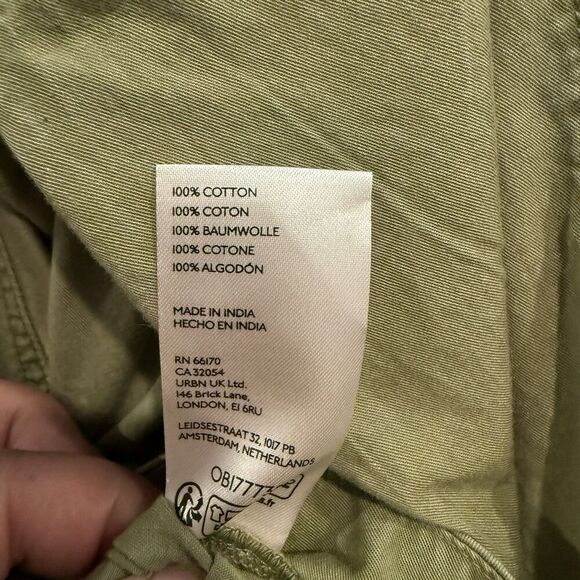 100% COTTON
100% COTON
100% BAUMWOLLE
100% COTONE
100% ALGODÓN
MADE IN INDIA
HECHO EN INDIA
RN 66170
CA 32054
URBN UK Ltd.
146 Brick Lane,
LONDON, E1 6RU
LEIDSESTRAAT 32, 1017 PB
AMSTERDAM, NETHERLANDS